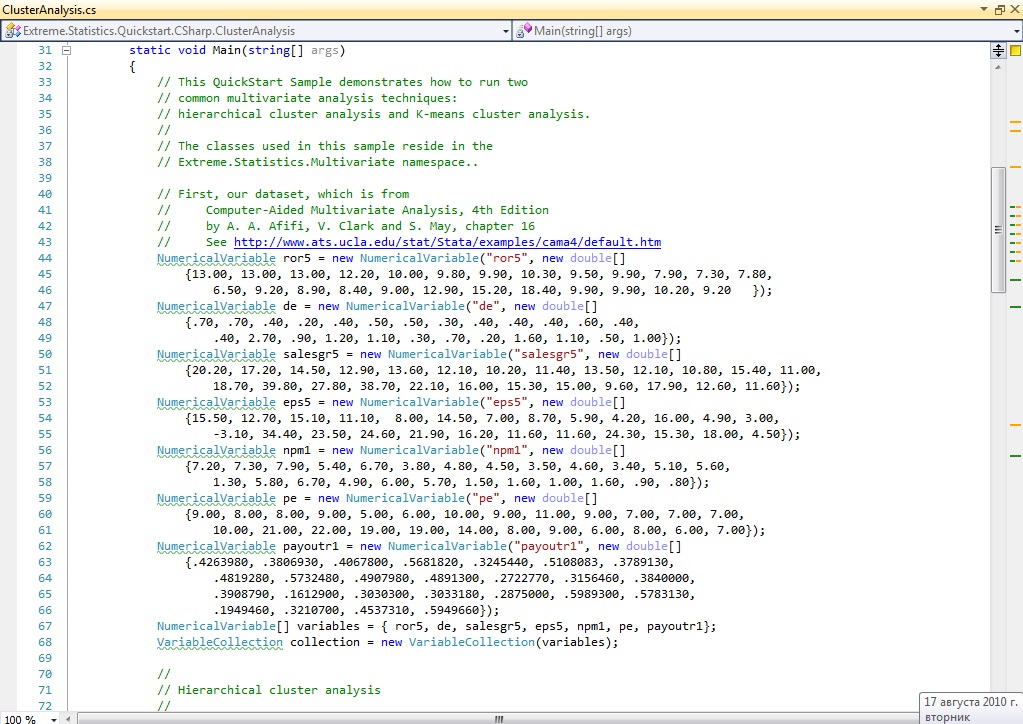 ClusterAnalysis.cs
Extreme.Statistics.Quickstart.CSharp.ClusterAnalysis Main(string[] args)
31 static void Main(string[] args)
32 {
33 // This QuickStart Sample demonstrates how to run two
34 // common multivariate analysis techniques:
35 // hierarchical cluster analysis and K-means cluster analysis.
36 //
37 // The classes used in this sample reside in the
38 // Extreme.Statistics.Multivariate namespace..
39
40 // First, our dataset, which is from
41 //     Computer-Aided Multivariate Analysis, 4th Edition
42 //     by A. A. Afifi, V. Clark and S. May, chapter 16
43 //     See http://www.ats.ucla.edu/stat/Stata/examples/cama4/default.htm
44 NumericalVariable ror5 = new NumericalVariable("ror5", new double[]
45 {13.00, 13.00, 13.00, 12.20, 10.00, 9.80, 9.90, 10.30, 9.50, 9.90, 7.90, 7.30, 7.80,
46 6.50, 9.20, 8.90, 8.40, 9.00, 12.90, 15.20, 18.40, 9.90, 9.90, 10.20, 9.20   });
47 NumericalVariable de = new NumericalVariable("de", new double[]
48 {.70, .70, .40, .20, .40, .50, .50, .30, .40, .40, .40, .60, .40,
49 .40, 2.70, .90, 1.20, 1.10, .30, .70, .20, 1.60, 1.10, .50, 1.00});
50 NumericalVariable salesgr5 = new NumericalVariable("salesgr5", new double[]
51 {20.20, 17.20, 14.50, 12.90, 13.60, 12.10, 10.20, 11.40, 13.50, 12.10, 10.80, 15.40, 11.00,
52 18.70, 39.80, 27.80, 38.70, 22.10, 16.00, 15.30, 15.00, 9.60, 17.90, 12.60, 11.60});
53 NumericalVariable eps5 = new NumericalVariable("eps5", new double[]
54 {15.50, 12.70, 15.10, 11.10,  8.00, 14.50, 7.00, 8.70, 5.90, 4.20, 16.00, 4.90, 3.00,
55 -3.10, 34.40, 23.50, 24.60, 21.90, 16.20, 11.60, 11.60, 24.30, 15.30, 18.00, 4.50});
56 NumericalVariable npm1 = new NumericalVariable("npm1", new double[]
57 {7.20, 7.30, 7.90, 5.40, 6.70, 3.80, 4.80, 4.50, 3.50, 4.60, 3.40, 5.10, 5.60,
58 1.30, 5.80, 6.70, 4.90, 6.00, 5.70, 1.50, 1.60, 1.00, 1.60, .90, .80});
59 NumericalVariable pe = new NumericalVariable("pe", new double[]
60 {9.00, 8.00, 8.00, 9.00, 5.00, 6.00, 10.00, 9.00, 11.00, 9.00, 7.00, 7.00, 7.00,
61 10.00, 21.00, 22.00, 19.00, 19.00, 14.00, 8.00, 9.00, 6.00, 8.00, 6.00, 7.00});
62 NumericalVariable payoutr1 = new NumericalVariable("payoutr1", new double[]
63 {.4263980, .3806930, .4067800, .5681820, .3245440, .5108083, .3789130,
64 .4819280, .5732480, .4907980, .4891300, .2722770, .3156460, .3840000,
65 .3908790, .1612900, .3030300, .3033180, .2875000, .5989300, .5783130,
66 .1949460, .3210700, .4537310, .5949660});
67 NumericalVariable[] variables = { ror5, de, salesgr5, eps5, npm1, pe, payoutr1};
68 VariableCollection collection = new VariableCollection(variables);
69
70 //
71 // Hierarchical cluster analysis
72 //
100 %
17 августа 2010 г.
вторник